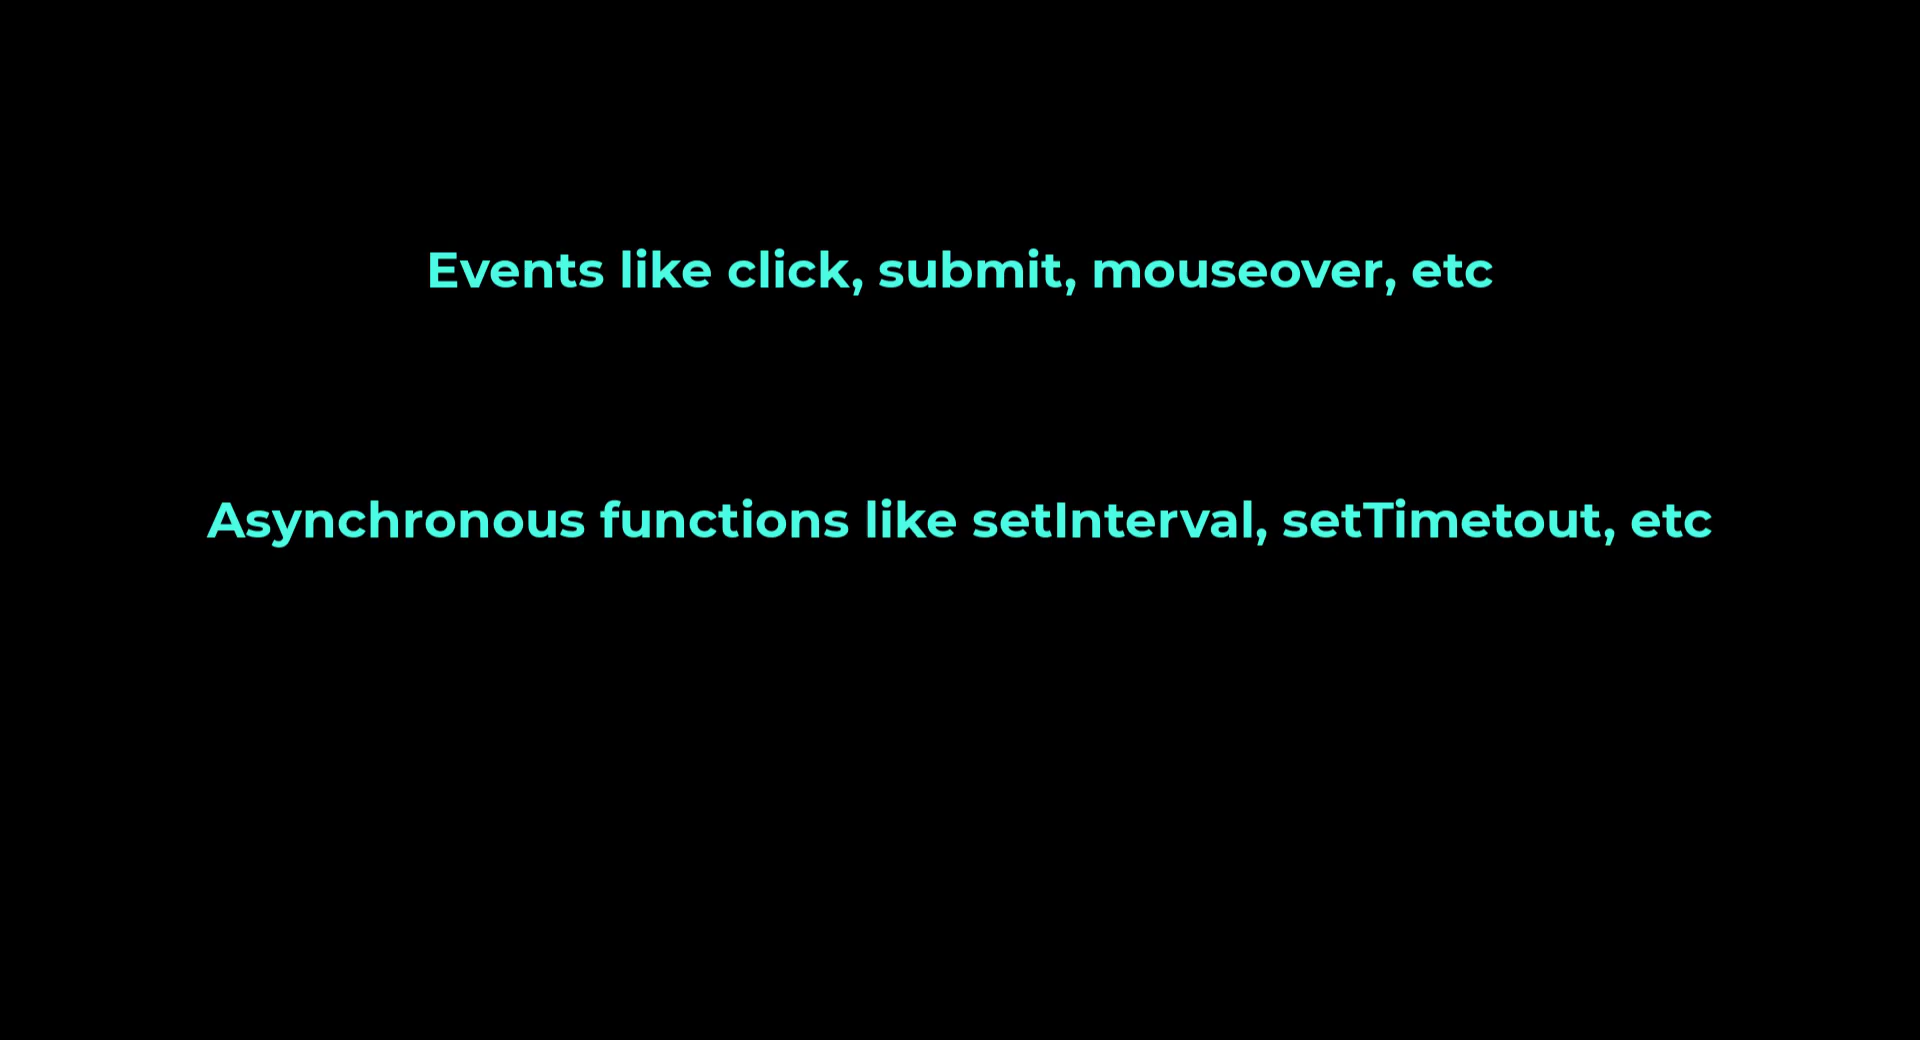 Events like click, submit, mouseover, etc
Asynchronous functions like setInterval, setTimetout, etc